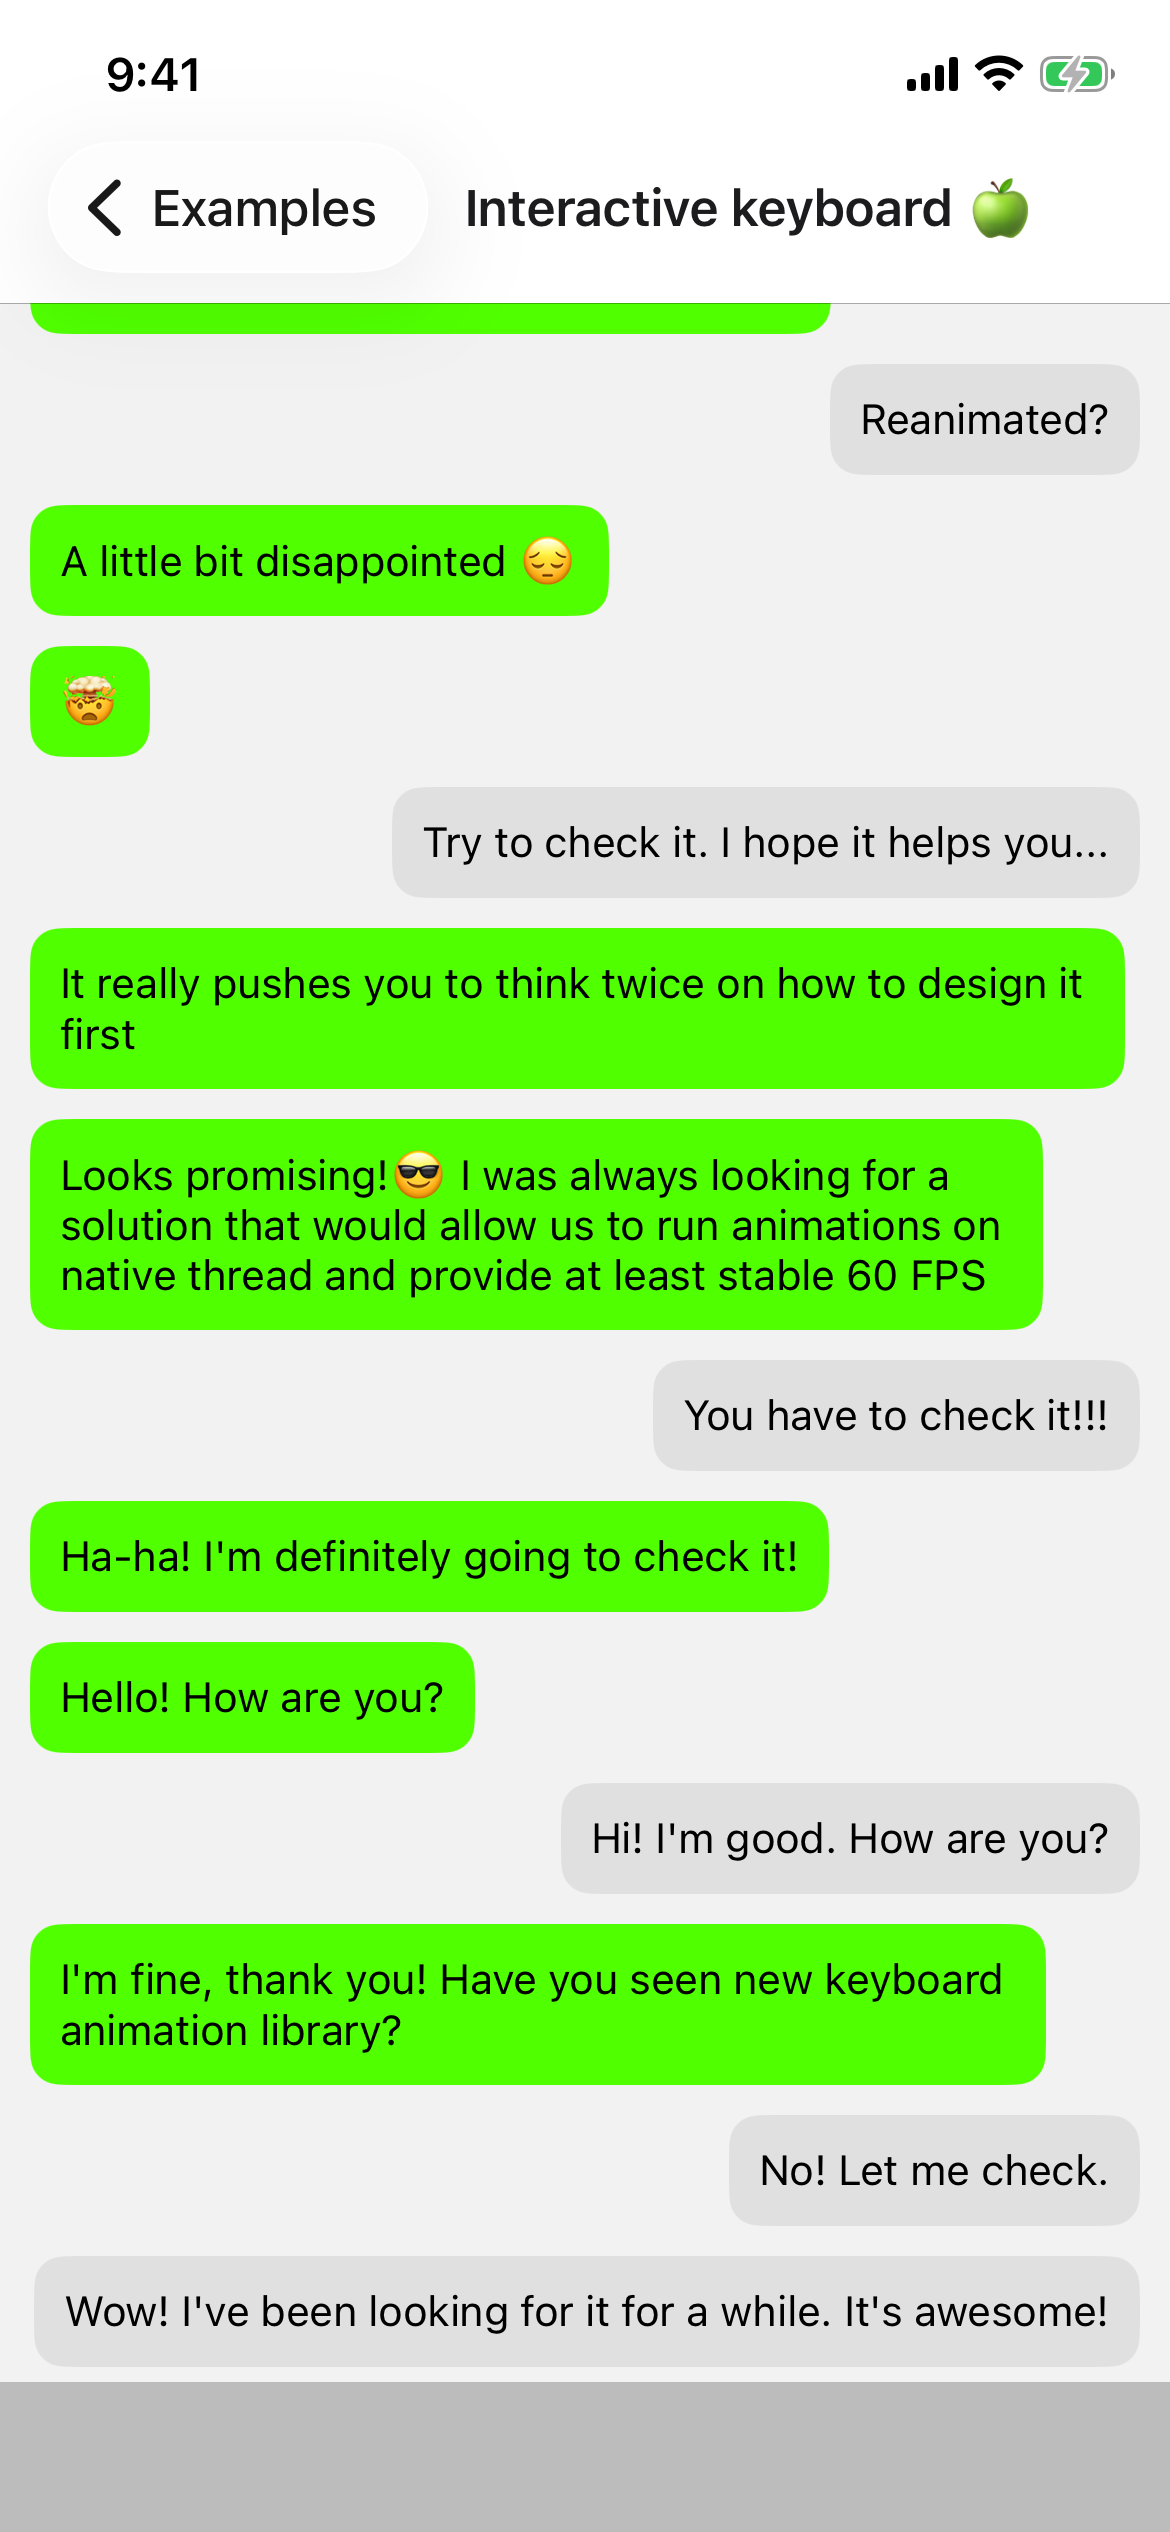 9:41
Examples
Interactive keyboard 🍏
Reanimated?
A little bit disappointed 😔
🤯
Try to check it. I hope it helps you...
It really pushes you to think twice on how to design it
first
Looks promising!😎 I was always looking for a
solution that would allow us to run animations on
native thread and provide at least stable 60 FPS
You have to check it!!!
Ha-ha! I'm definitely going to check it!
Hello! How are you?
Hi! I'm good. How are you?
I'm fine, thank you! Have you seen new keyboard
animation library?
No! Let me check.
Wow! I've been looking for it for a while. It's awesome!